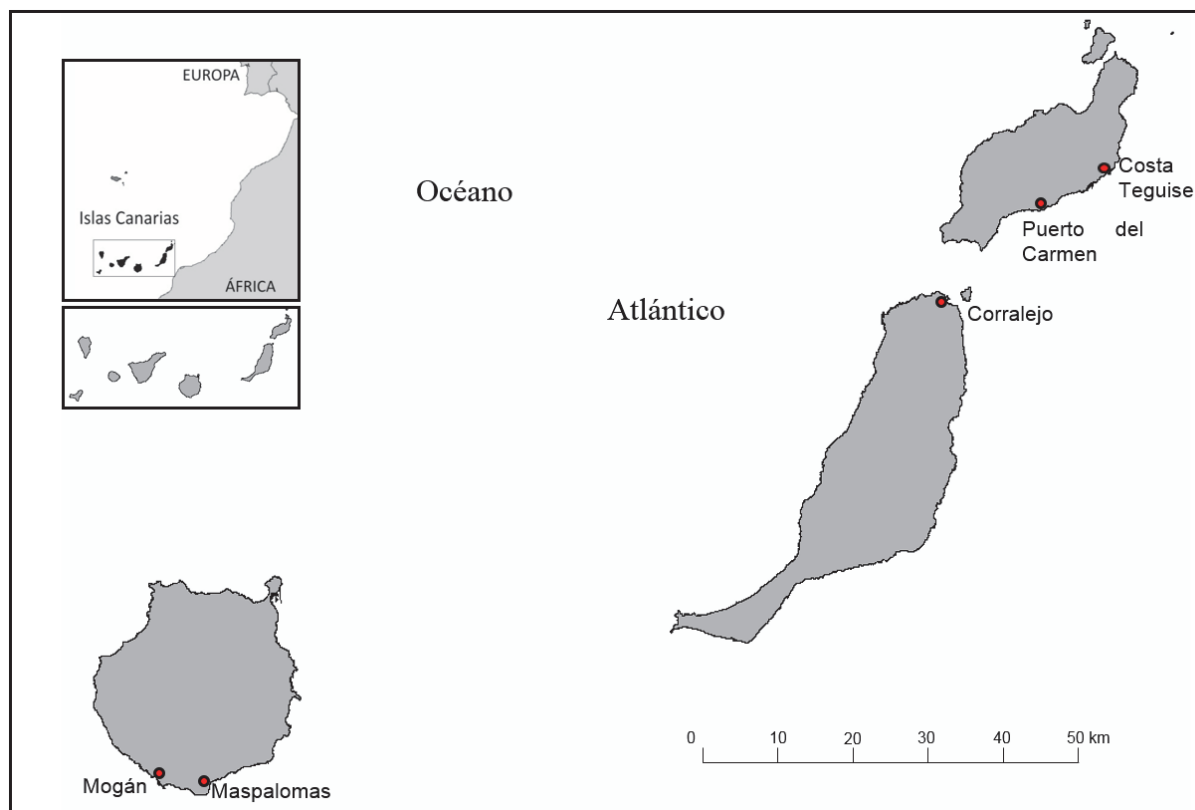 EUROPA
Islas Canarias
ÁFRICA
Océano
Atlántico
Costa
Teguise
Puerto del
Carmen
Corralejo
Mogán
Maspalomas
0 10 20 30 40 50 km